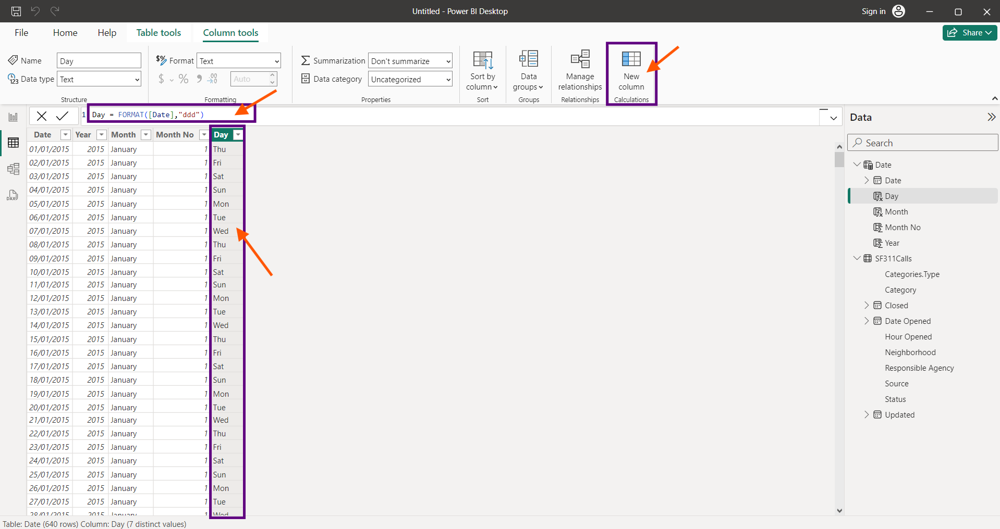 Untitled - Power BI Desktop
Sign in
File Home Help Table tools Column tools
Share
Name Day
Data type Text
Structure
Format Text
$ % Auto
Formatting
Summarization Don't summarize
Data category Uncategorized
Properties
Sort by
column
Sort
Data
groups
Groups
Manage
relationships
Relationships
New
column
Calculations
1 Day = FORMAT([Date],"ddd")
Date Year Month Month No Day
01/01/2015 2015 January 1 Thu
02/01/2015 2015 January 1 Fri
03/01/2015 2015 January 1 Sat
04/01/2015 2015 January 1 Sun
05/01/2015 2015 January 1 Mon
06/01/2015 2015 January 1 Tue
07/01/2015 2015 January 1 Wed
08/01/2015 2015 January 1 Thu
09/01/2015 2015 January 1 Fri
10/01/2015 2015 January 1 Sat
11/01/2015 2015 January 1 Sun
12/01/2015 2015 January 1 Mon
13/01/2015 2015 January 1 Tue
14/01/2015 2015 January 1 Wed
15/01/2015 2015 January 1 Thu
16/01/2015 2015 January 1 Fri
17/01/2015 2015 January 1 Sat
18/01/2015 2015 January 1 Sun
19/01/2015 2015 January 1 Mon
20/01/2015 2015 January 1 Tue
21/01/2015 2015 January 1 Wed
22/01/2015 2015 January 1 Thu
23/01/2015 2015 January 1 Fri
24/01/2015 2015 January 1 Sat
25/01/2015 2015 January 1 Sun
26/01/2015 2015 January 1 Mon
27/01/2015 2015 January 1 Tue
28/01/2015 2015 January 1 Wed
Data
Search
Date
Date
Day
Month
Month No
Year
SF311Calls
Categories.Type
Category
Closed
Date Opened
Hour Opened
Neighborhood
Responsible Agency
Source
Status
Updated
DAX
Table: Date (640 rows) Column: Day (7 distinct values)